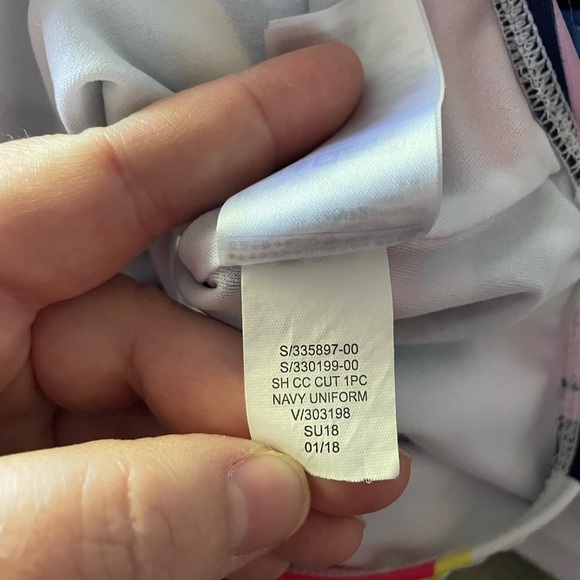 S/335897-00
S/330199-00
SH CC CUT 1PC
NAVY UNIFORM
V/303198
SU18
01/18